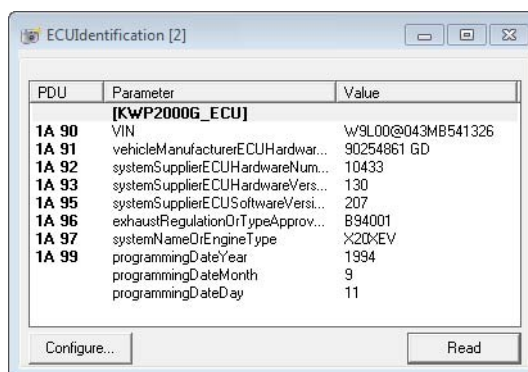 ECUIdentification [2]
PDU Parameter Value
[KWP2000G_ECU]
1A 90 VIN W9L00@043MB541326
1A 91 vehicleManufacturerECUHardwar... 90254861 GD
1A 92 systemSupplierECUHardwareNum... 10433
1A 93 systemSupplierECUHardwareVers... 130
1A 95 systemSupplierECUSoftwareVersi... 207
1A 96 exhaustRegulationOrTypeApprov... B94001
1A 97 systemNameOrEngineType X20XEV
1A 99 programmingDateYear 1994
programmingDateMonth 9
programmingDateDay 11
Configure... Read